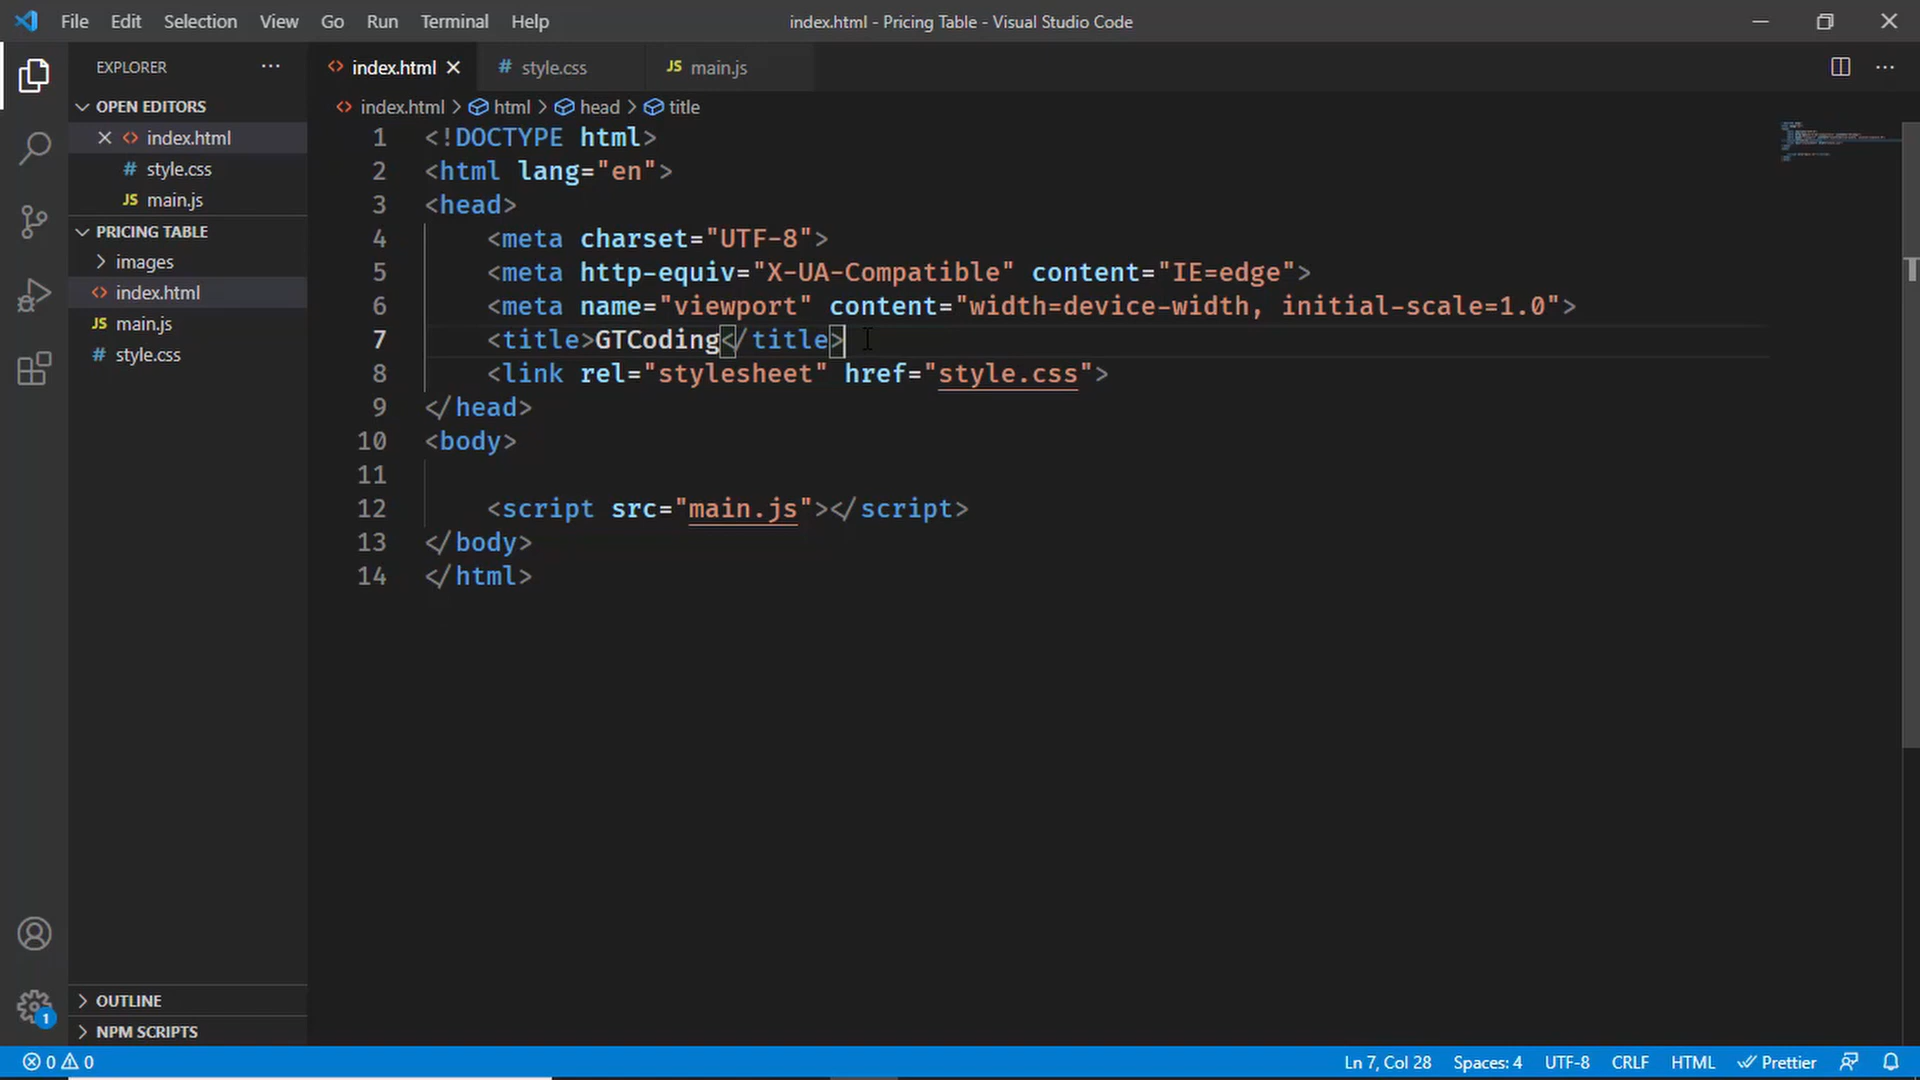 File Edit Selection View Go Run Terminal Help
index.html - Pricing Table - Visual Studio Code
EXPLORER
OPEN EDITORS
index.html
style.css
main.js
PRICING TABLE
images
index.html
main.js
style.css
OUTLINE
NPM SCRIPTS
1
index.html style.css main.js
index.html > html > head > title
1 <!DOCTYPE html>
2 <html lang="en">
3 <head>
4 <meta charset="UTF-8">
5 <meta http-equiv="X-UA-Compatible" content="IE=edge">
6 <meta name="viewport" content="width=device-width, initial-scale=1.0">
7 <title>GTCoding</title>
8 <link rel="stylesheet" href="style.css">
9 </head>
10 <body>
11
12 <script src="main.js"></script>
13 </body>
14 </html>
0 0 Ln 7, Col 28 Spaces: 4 UTF-8 CRLF HTML Prettier